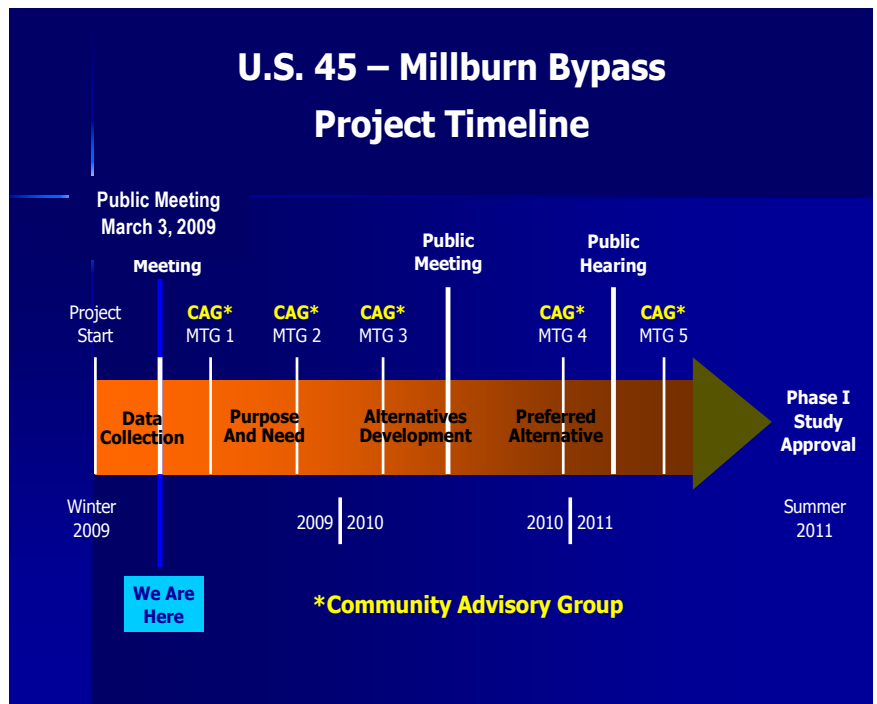 U.S. 45 – Millburn Bypass
Project Timeline
Public Meeting
March 3, 2009
Meeting
Public
Meeting
Public
Hearing
Project
Start
CAG*
MTG 1
CAG*
MTG 2
CAG*
MTG 3
CAG*
MTG 4
CAG*
MTG 5
Data
Collection
Purpose
And Need
Alternatives
Development
Preferred
Alternative
Phase I
Study
Approval
Winter
2009
2009
2010
2010
2011
Summer
2011
We Are
Here
*Community Advisory Group